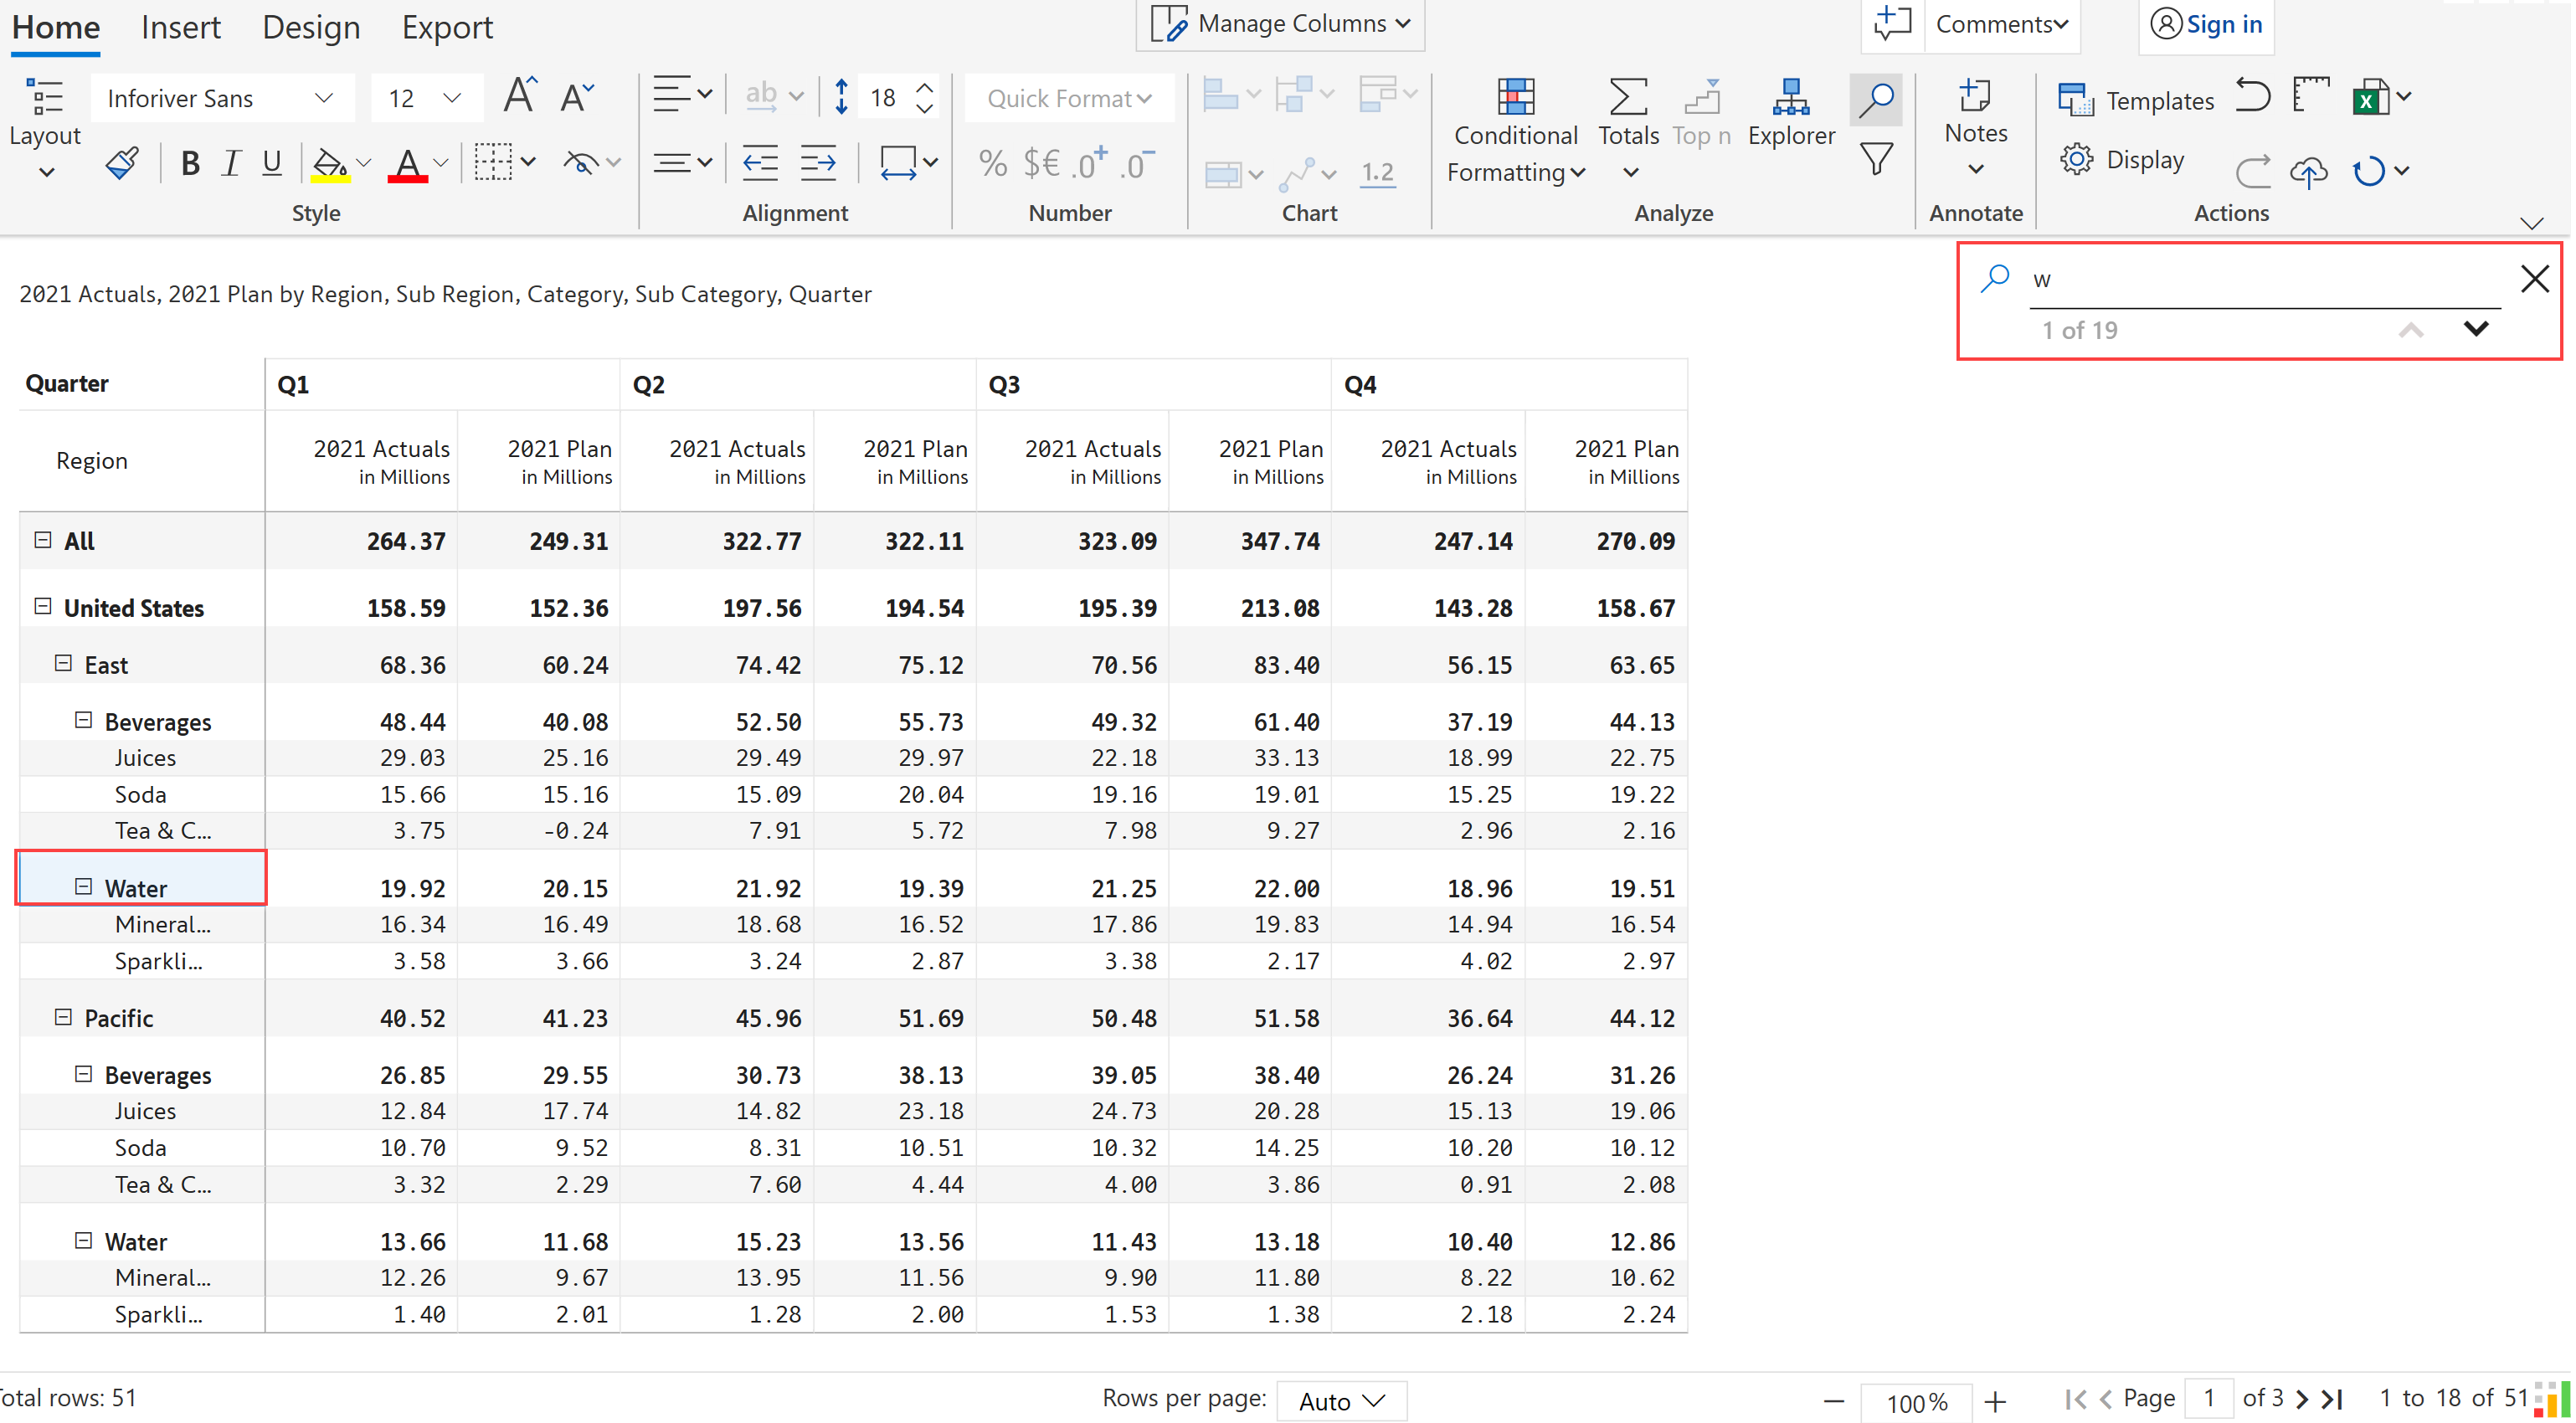 Home Insert Design Export Manage Columns Comments Sign in
Inforiver Sans 12 A A ab 18 Quick Format
Layout Conditional Formatting Totals Top n Explorer Notes Templates
B I U A % $€ .0+ .0- 1.2 Display
Style Alignment Number Chart Analyze Annotate Actions
w
1 of 19
2021 Actuals, 2021 Plan by Region, Sub Region, Category, Sub Category, Quarter
Quarter Q1 Q2 Q3 Q4
Region 2021 Actuals 2021 Plan 2021 Actuals 2021 Plan 2021 Actuals 2021 Plan 2021 Actuals 2021 Plan
in Millions in Millions in Millions in Millions in Millions in Millions in Millions in Millions
All 264.37 249.31 322.77 322.11 323.09 347.74 247.14 270.09
United States 158.59 152.36 197.56 194.54 195.39 213.08 143.28 158.67
East 68.36 60.24 74.42 75.12 70.56 83.40 56.15 63.65
Beverages 48.44 40.08 52.50 55.73 49.32 61.40 37.19 44.13
Juices 29.03 25.16 29.49 29.97 22.18 33.13 18.99 22.75
Soda 15.66 15.16 15.09 20.04 19.16 19.01 15.25 19.22
Tea & C... 3.75 -0.24 7.91 5.72 7.98 9.27 2.96 2.16
Water 19.92 20.15 21.92 19.39 21.25 22.00 18.96 19.51
Mineral... 16.34 16.49 18.68 16.52 17.86 19.83 14.94 16.54
Sparkli... 3.58 3.66 3.24 2.87 3.38 2.17 4.02 2.97
Pacific 40.52 41.23 45.96 51.69 50.48 51.58 36.64 44.12
Beverages 26.85 29.55 30.73 38.13 39.05 38.40 26.24 31.26
Juices 12.84 17.74 14.82 23.18 24.73 20.28 15.13 19.06
Soda 10.70 9.52 8.31 10.51 10.32 14.25 10.20 10.12
Tea & C... 3.32 2.29 7.60 4.44 4.00 3.86 0.91 2.08
Water 13.66 11.68 15.23 13.56 11.43 13.18 10.40 12.86
Mineral... 12.26 9.67 13.95 11.56 9.90 11.80 8.22 10.62
Sparkli... 1.40 2.01 1.28 2.00 1.53 1.38 2.18 2.24
otal rows: 51 Rows per page: Auto 100% Page 1 of 3 1 to 18 of 51